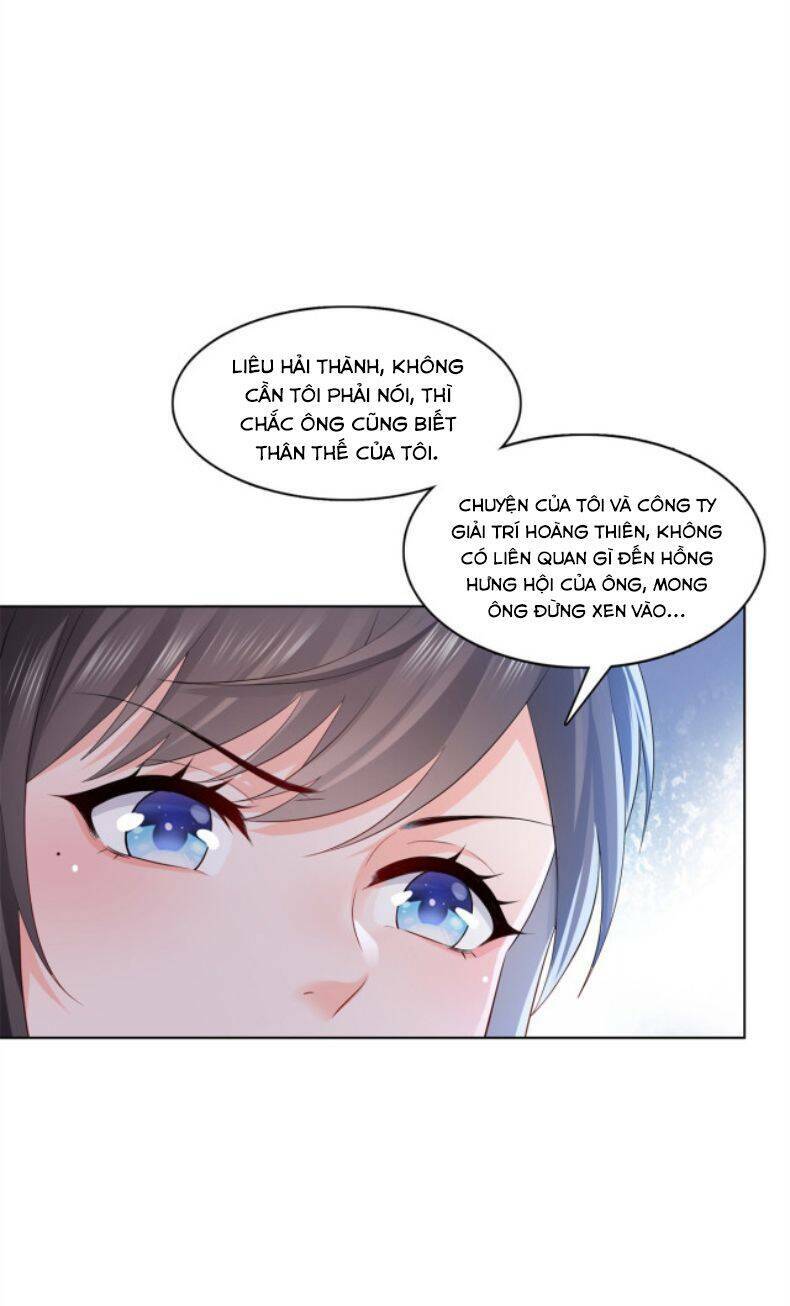 LIÊU HẢI THÀNH, KHÔNG
CẦN TÔI PHẢI NÓI, THÌ
CHẮC ÔNG CŨNG BIẾT
THÂN THẾ CỦA TÔI.
CHUYỆN CỦA TÔI VÀ CÔNG TY
GIẢI TRÍ HOÀNG THIÊN, KHÔNG
CÓ LIÊN QUAN GÌ ĐẾN HỒNG
HƯNG HỘI CỦA ÔNG, MONG
ÔNG ĐỪNG XEN VÀO...